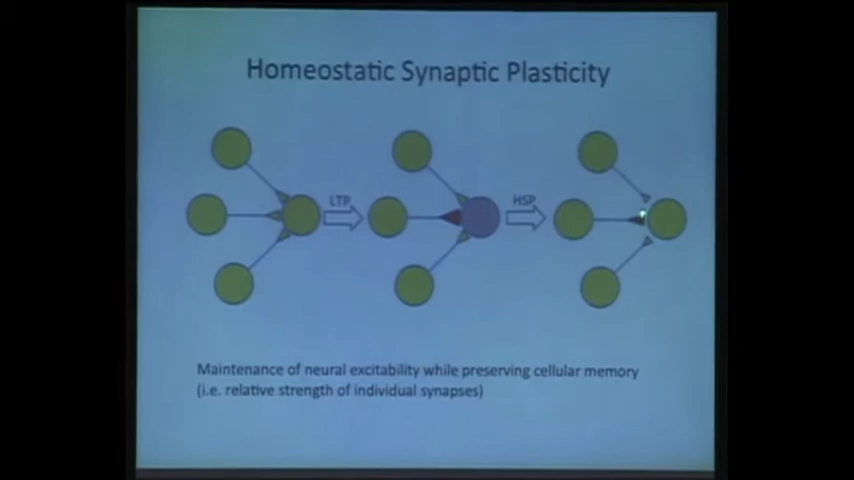 Homeostatic Synaptic Plasticity
LTP
HSP
Maintenance of neural excitability while preserving cellular memory
(i.e. relative strength of individual synapses)